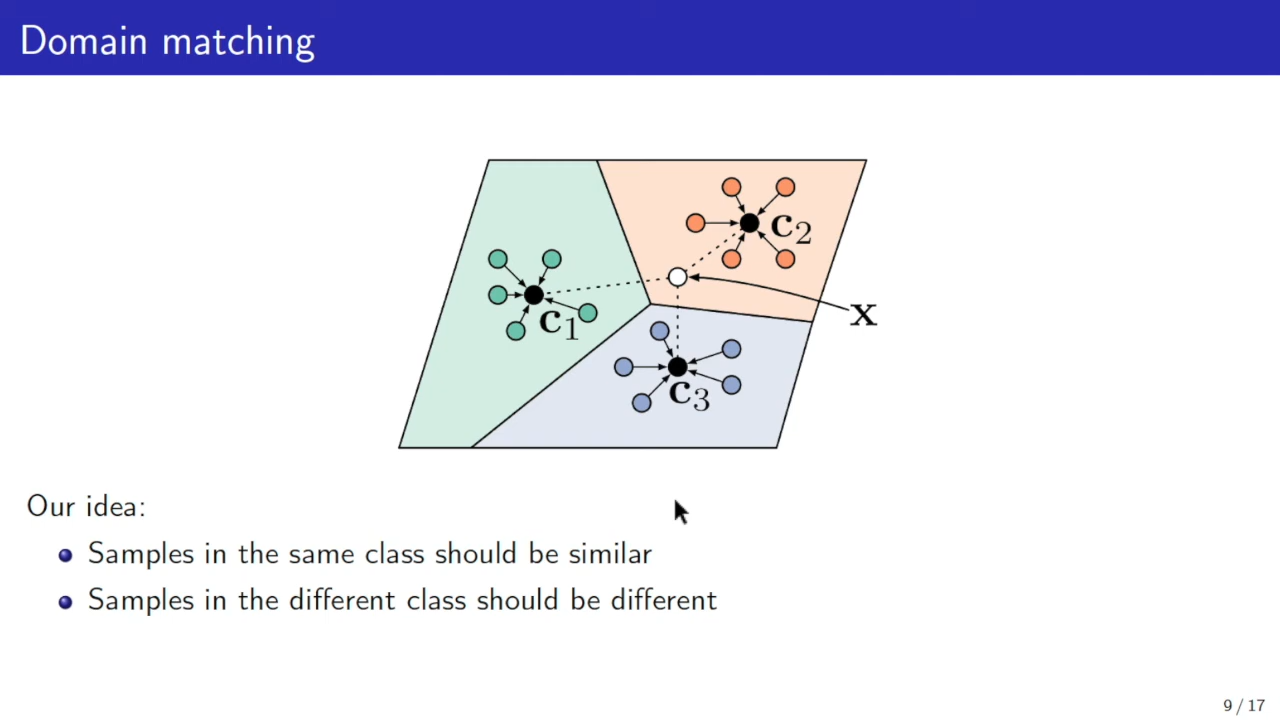 Domain matching
c2
c1
x
c3
Our idea:
Samples in the same class should be similar
Samples in the different class should be different
9 / 17